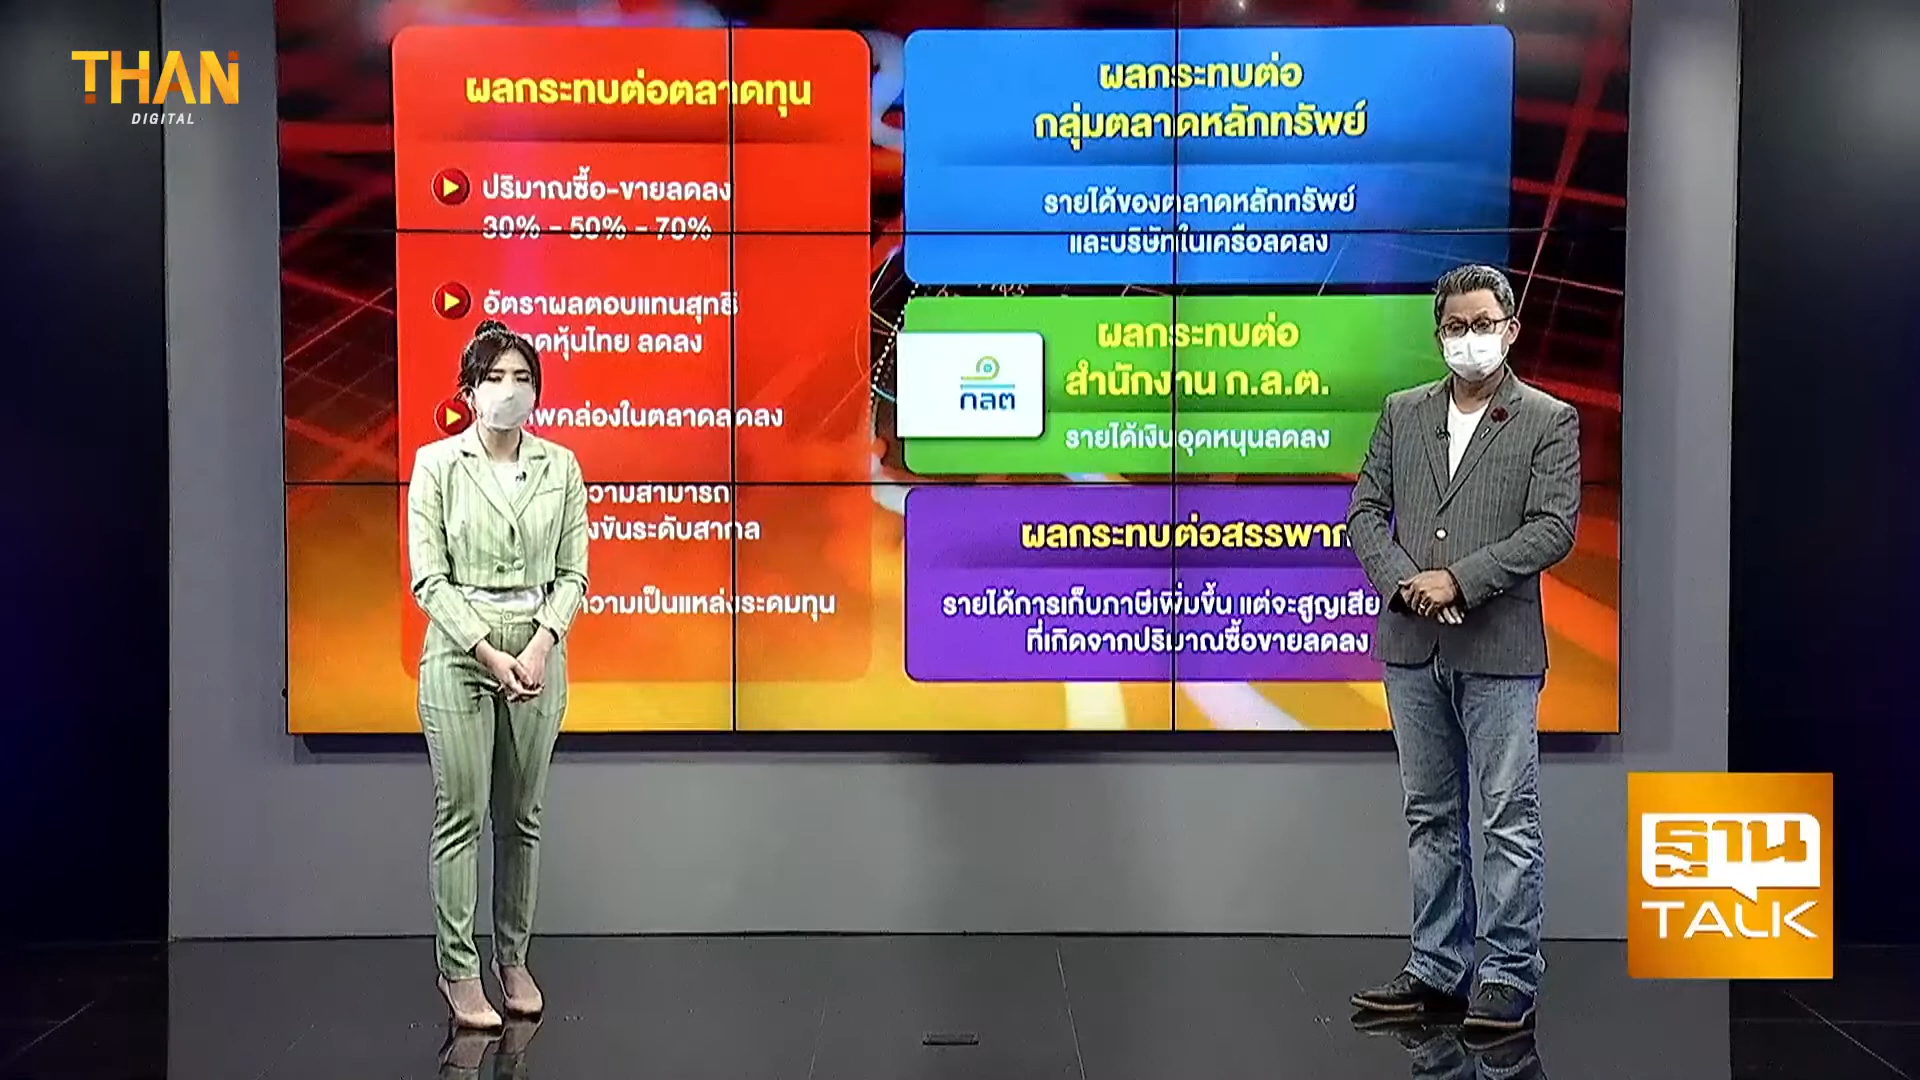 THAN
DIGITAL
ผลกระทบต่อตลาดทุน
ปริมาณซื้อ-ขายลดลง
30% - 50% - 70%
อัตราผลตอบแทนสุทธิ
หุ้นไทย ลดลง
คล่องในตลาดลดลง
ความสามารถ
ระดับสากล
ความเป็นแหล่งระดมทุน
ผลกระทบต่อ
กลุ่มตลาดหลักทรัพย์
รายได้ของตลาดหลักทรัพย์
และบริษัทในเครือลดลง
กลต
ผลกระทบต่อ
สำนักงาน ก.ล.ต.
รายได้เงินอุดหนุนลดลง
ผลกระทบต่อสรรพาก
รายได้การเก็บภาษีเพิ่มขึ้น แต่จะสูญเสีย
ที่เกิดจากปริมาณซื้อขายลดลง
ฐาน
TALK